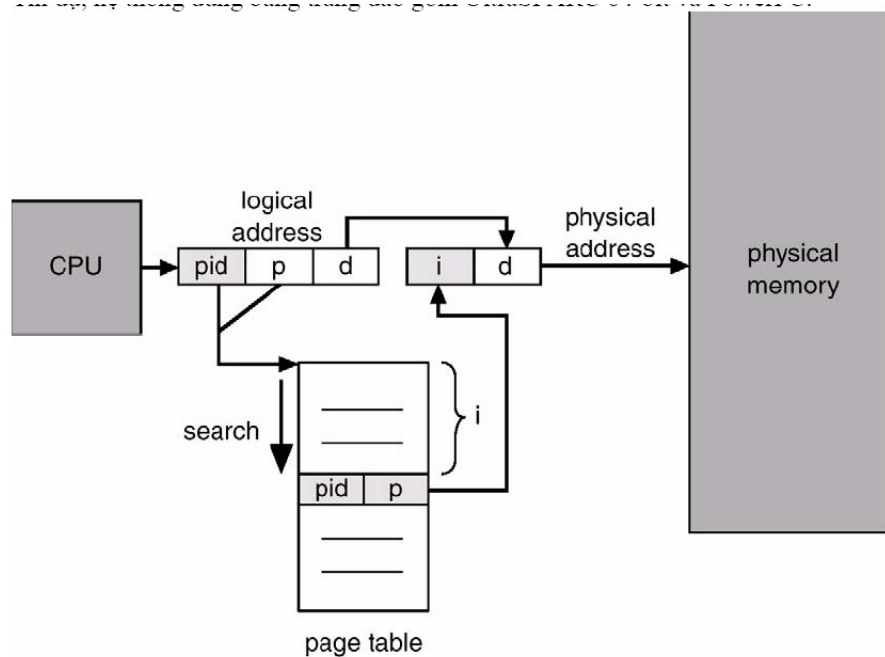 logical
address
physical
address
CPU
pid p d
i d
physical
memory
search
i
pid p
page table